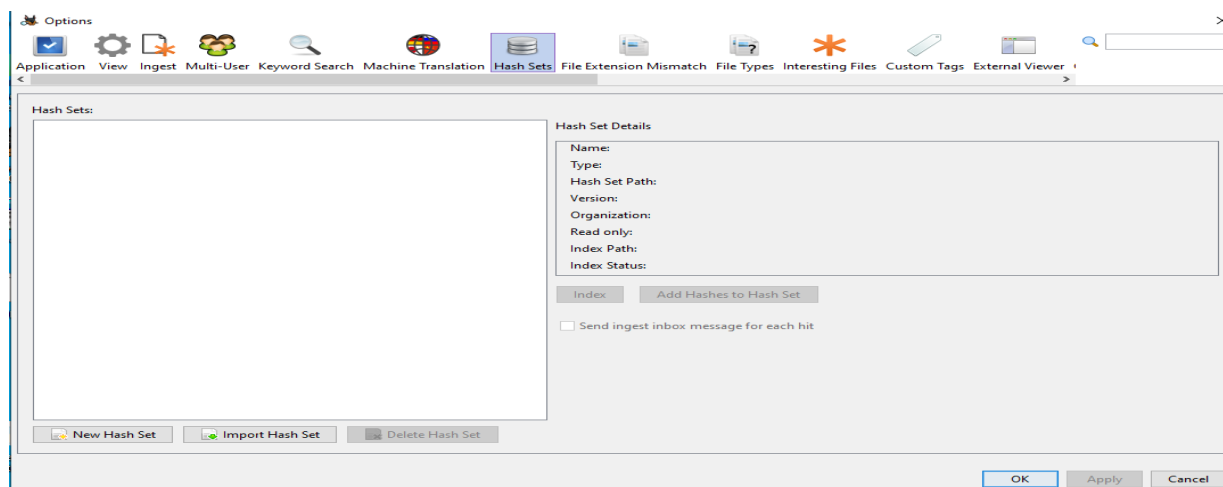 Options
Application View Ingest Multi-User Keyword Search Machine Translation Hash Sets File Extension Mismatch File Types Interesting Files Custom Tags External Viewer
Hash Sets:
Hash Set Details
Name:
Type:
Hash Set Path:
Version:
Organization:
Read only:
Index Path:
Index Status:
Index Add Hashes to Hash Set
Send ingest inbox message for each hit
New Hash Set Import Hash Set Delete Hash Set
OK Apply Cancel